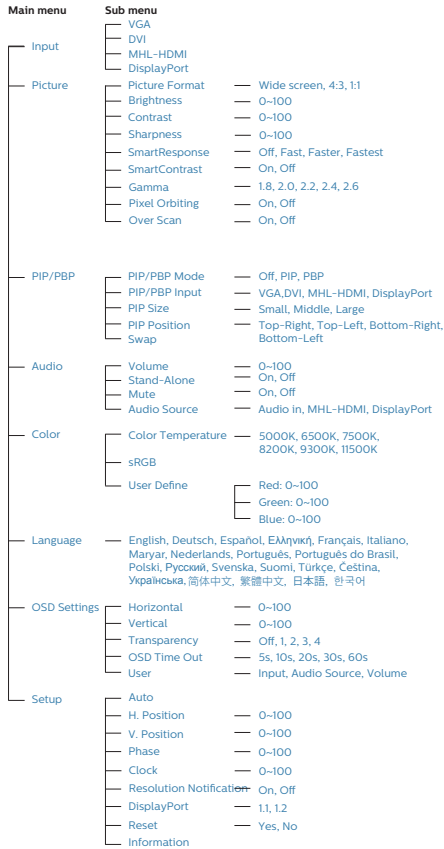 Main menu Sub menu
VGA
DVI
Input
MHL-HDMI
DisplayPort
Picture Picture Format Wide screen, 4:3, 1:1
Brightness 0~100
Contrast 0~100
Sharpness 0~100
SmartResponse Off, Fast, Faster, Fastest
SmartContrast On, Off
Gamma 1.8, 2.0, 2.2, 2.4, 2.6
Pixel Orbiting On, Off
Over Scan On, Off
PIP/PBP PIP/PBP Mode Off, PIP, PBP
PIP/PBP Input VGA,DVI, MHL-HDMI, DisplayPort
PIP Size Small, Middle, Large
PIP Position Top-Right, Top-Left, Bottom-Right,
Bottom-Left
Swap
Audio Volume 0~100
Stand-Alone On, Off
Mute On, Off
Audio Source Audio in, MHL-HDMI, DisplayPort
Color Color Temperature 5000K, 6500K, 7500K,
8200K, 9300K, 11500K
sRGB
User Define Red: 0~100
Green: 0~100
Blue: 0~100
Language English, Deutsch, Español, Ελληνική, Français, Italiano,
Maryar, Nederlands, Português, Português do Brasil,
Polski, Русский, Svenska, Suomi, Türkçe, Čeština,
Українська, 简体中文, 繁體中文, 日本語, 한국어
OSD Settings Horizontal 0~100
Vertical 0~100
Transparency Off, 1, 2, 3, 4
OSD Time Out 5s, 10s, 20s, 30s, 60s
User Input, Audio Source, Volume
Setup Auto
H. Position 0~100
V. Position 0~100
Phase 0~100
Clock 0~100
Resolution Notification On, Off
DisplayPort 1.1, 1.2
Reset Yes, No
Information